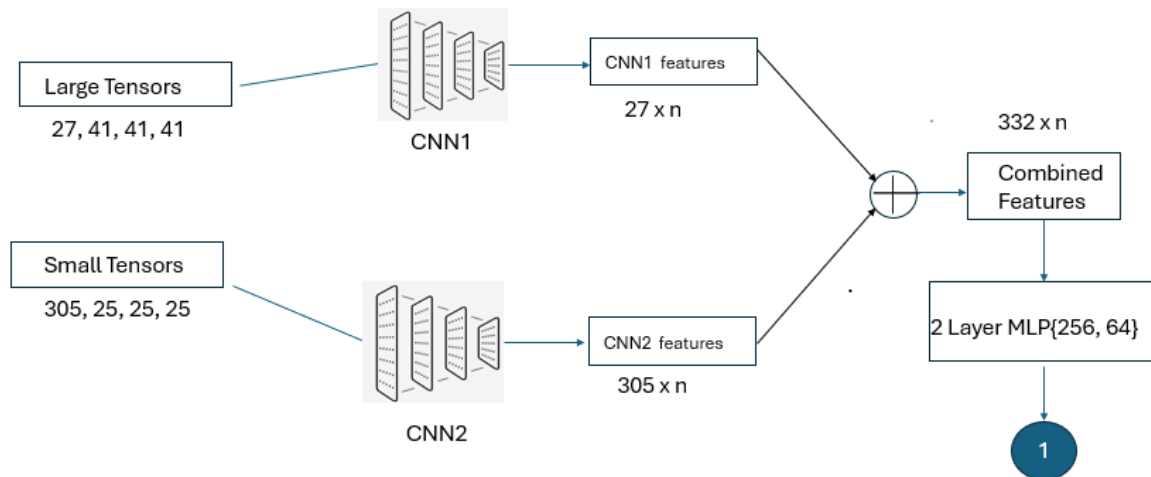 Large Tensors
27, 41, 41, 41
CNN1
CNN1 features
27 x n
332 x n
Combined
Features
Small Tensors
305, 25, 25, 25
CNN2
CNN2 features
305 x n
2 Layer MLP{256, 64}
1